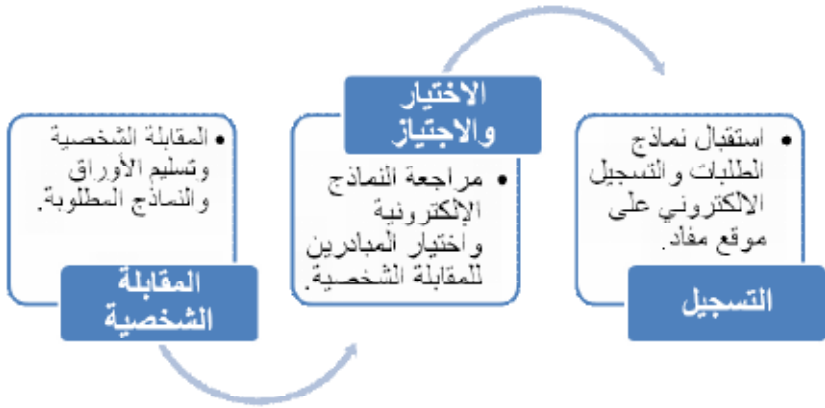 استقبال نماذج
الطلبات والتسجيل
الالكتروني على
موقع مفاد.
التسجيل
الاختيار
والاجتياز
مراجعة النماذج
الإلكترونية
واختيار المبادرين
للمقابلة الشخصية.
المقابلة الشخصية
وتسليم الأوراق
والنماذج المطلوبة.
المقابلة
الشخصية